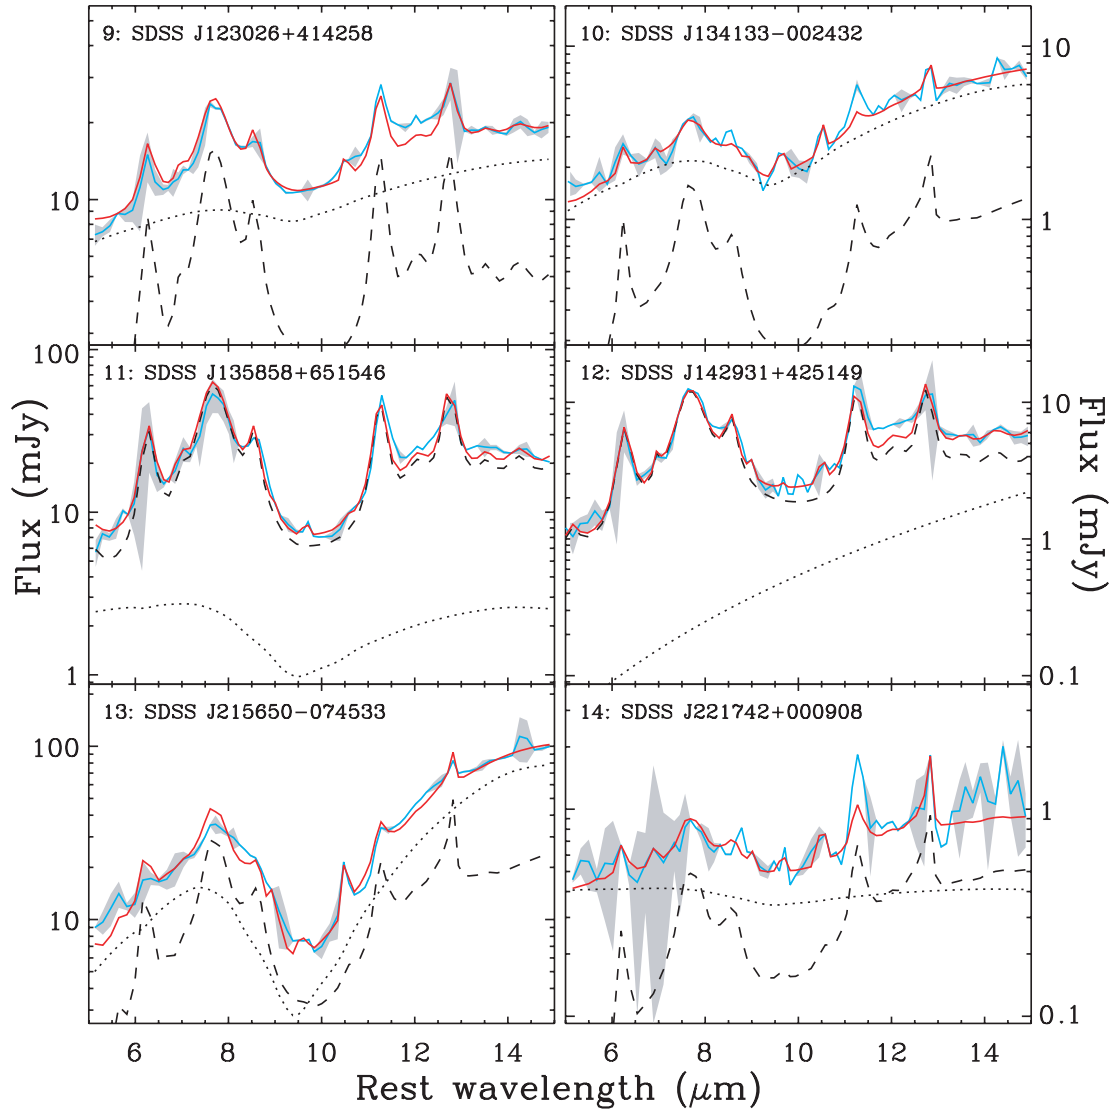 9: SDSS J123026+414258
10: SDSS J134133−002432
10
10
1
11: SDSS J135858+651546
12: SDSS J142931+425149
100
10
1
10
1
0.1
Flux (mJy)
Flux (mJy)
13: SDSS J215650−074533
14: SDSS J221742+000908
100
10
1
0.1
6 8 10 12 14
6 8 10 12 14
Rest wavelength (μm)